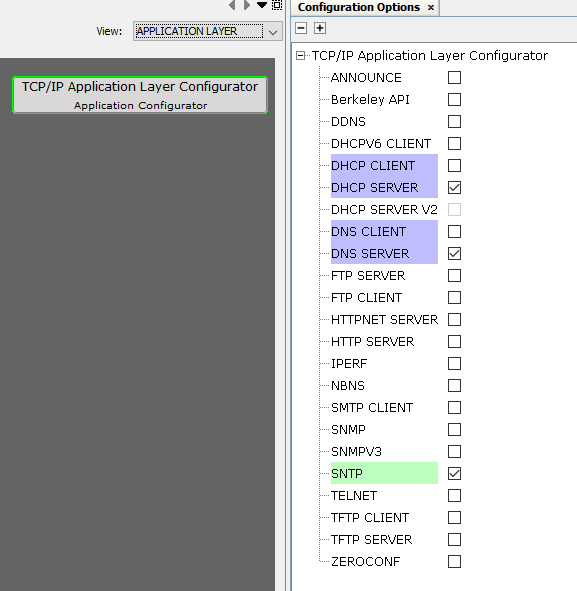 View: APPLICATION LAYER
TCP/IP Application Layer Configurator
Application Configurator
Configuration Options ×
TCP/IP Application Layer Configurator
ANNOUNCE
Berkeley API
DDNS
DHCPV6 CLIENT
DHCP CLIENT
DHCP SERVER
DHCP SERVER V2
DNS CLIENT
DNS SERVER
FTP SERVER
FTP CLIENT
HTTPNET SERVER
HTTP SERVER
IPERF
NBNS
SMTP CLIENT
SNMP
SNMPV3
SNTP
TELNET
TFTP CLIENT
TFTP SERVER
ZEROCONF